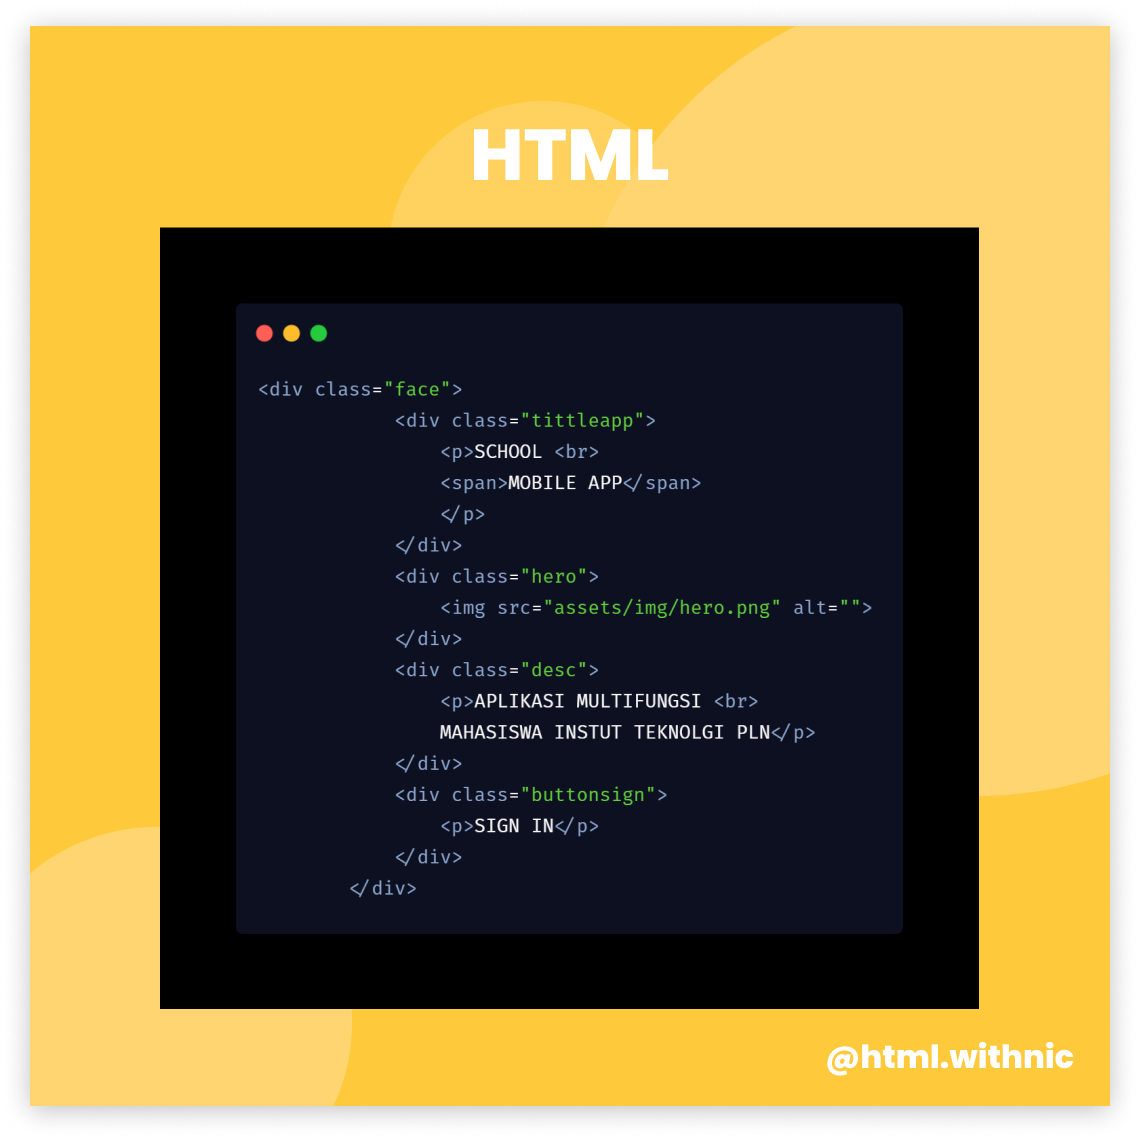 HTML
<div class="face">
<div class="tittleapp">
<p>SCHOOL <br>
<span>MOBILE APP</span>
</p>
</div>
<div class="hero">
<img src="assets/img/hero.png" alt="">
</div>
<div class="desc">
<p>APLIKASI MULTIFUNGSI <br>
MAHASISWA INSTUT TEKNOLGI PLN</p>
</div>
<div class="buttonsign">
<p>SIGN IN</p>
</div>
</div>
@html.withnic